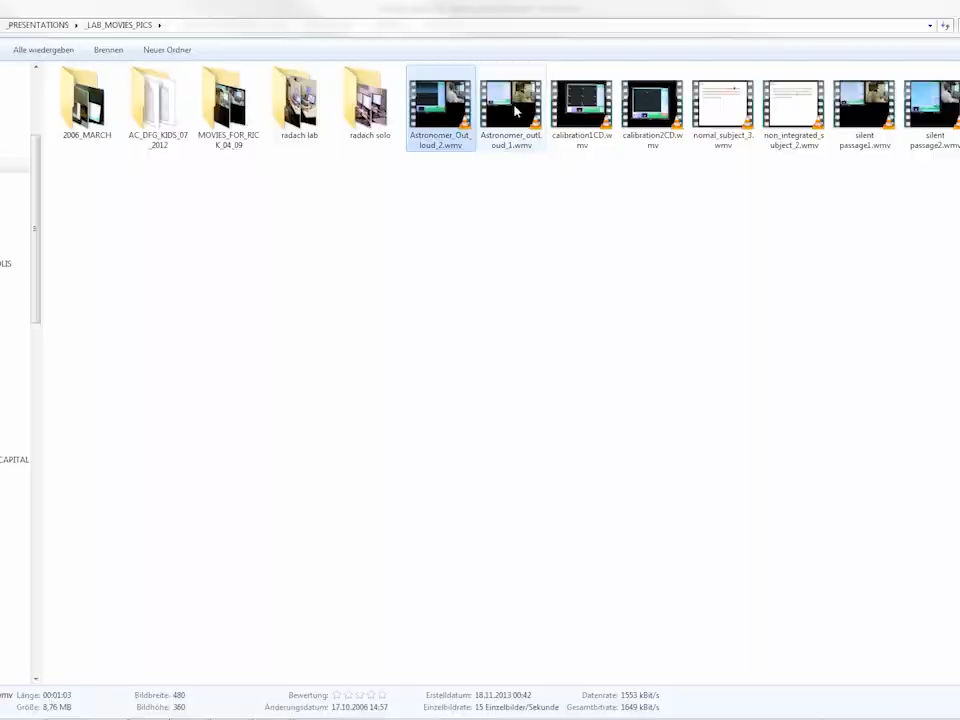 _PRESENTATIONS ▸ _LAB_MOVIES_PICS ▸
Alle wiedergeben Brennen Neuer Ordner
2006_MARCH
AC_DFG_KIDS_07
_2012
MOVIES_FOR_RIC
K_04_09
radach lab
radach solo
Astronomer_Out_
loud_2.wmv
Astronomer_outL
oud_1.wmv
calibration1CD.w
mv
calibration2CD.w
mv
nomal_subject_3.
wmv
non_integrated_s
ubject_2.wmv
silent
passage1.wmv
silent
passage2.wmv
OLIS
CAPITAL
wmv Länge: 00:01:03 Bildbreite: 480 Bewertung: Erstelldatum: 18.11.2013 00:42 Datenrate: 1553 kBit/s
Größe: 8,76 MB Bildhöhe: 360 Änderungsdatum: 17.10.2006 14:57 Einzelbildrate: 15 Einzelbilder/Sekunde Gesamtbitrate: 1649 kBit/s